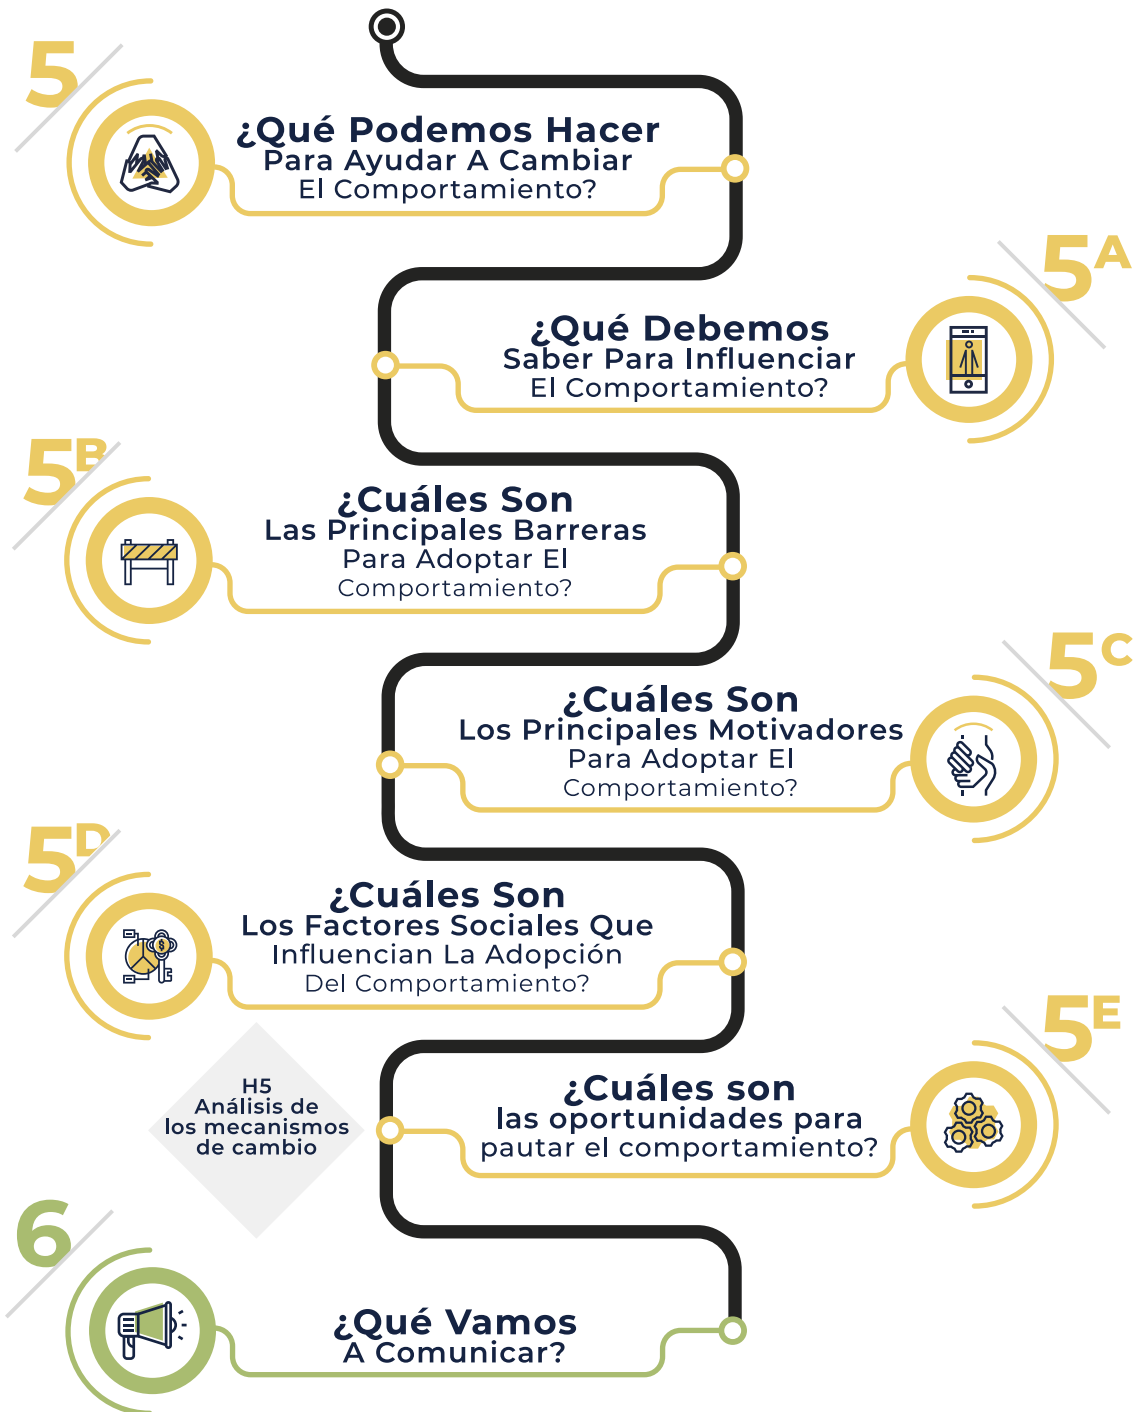 5
¿Qué Podemos Hacer
Para Ayudar A Cambiar
El Comportamiento?
5A
¿Qué Debemos
Saber Para Influenciar
El Comportamiento?
5B
¿Cuáles Son
Las Principales Barreras
Para Adoptar El
Comportamiento?
5C
¿Cuáles Son
Los Principales Motivadores
Para Adoptar El
Comportamiento?
5D
¿Cuáles Son
Los Factores Sociales Que
Influencian La Adopción
Del Comportamiento?
$
5E
¿Cuáles son
las oportunidades para
pautar el comportamiento?
H5
Análisis de
los mecanismos
de cambio
6
¿Qué Vamos
A Comunicar?